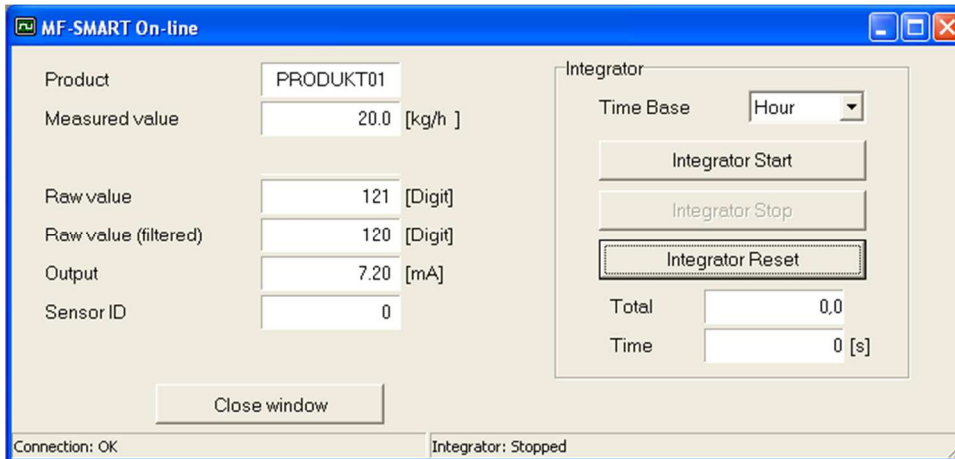 MF-SMART On-line
Product PRODUKT01
Measured value 20.0 [kg/h ]
Raw value 121 [Digit]
Raw value (filtered) 120 [Digit]
Output 7.20 [mA]
Sensor ID 0
Close window
Integrator
Time Base Hour
Integrator Start
Integrator Stop
Integrator Reset
Total 0,0
Time 0 [s]
Connection: OK
Integrator: Stopped